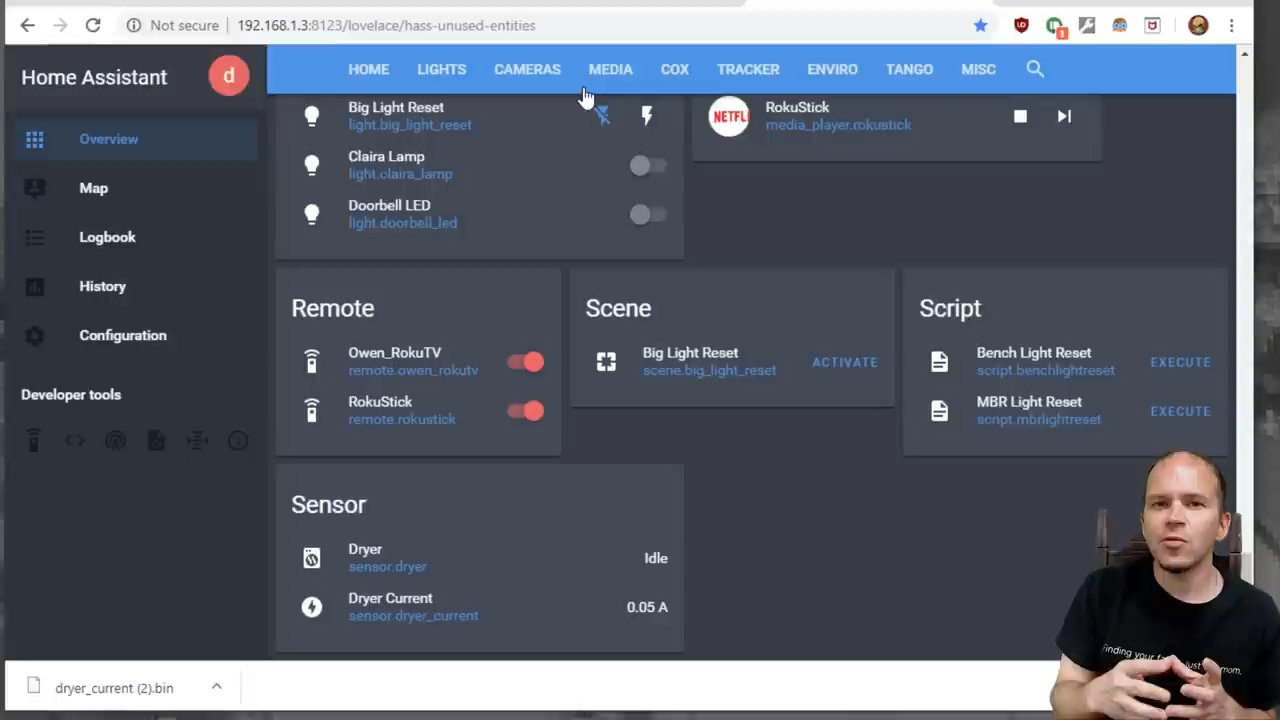 Not secure
192.168.1.3:8123/lovelace/hass-unused-entities
1
Home Assistant
d
HOME
LIGHTS
CAMERAS
MEDIA
COX
TRACKER
ENVIRO
TANGO
MISC
Overview
Map
Logbook
History
Configuration
Developer tools
Big Light Reset
light.big_light_reset
Claira Lamp
light.claira_lamp
Doorbell LED
light.doorbell_led
NETFLI
RokuStick
media_player.rokustick
Remote
Owen_RokuTV
remote.owen_rokutv
RokuStick
remote.rokustick
Scene
Big Light Reset
scene.big_light_reset
ACTIVATE
Script
Bench Light Reset
script.benchlightreset
EXECUTE
MBR Light Reset
script.mbrlightreset
EXECUTE
Sensor
Dryer
sensor.dryer
Idle
Dryer Current
sensor.dryer_current
0.05 A
dryer_current (2).bin